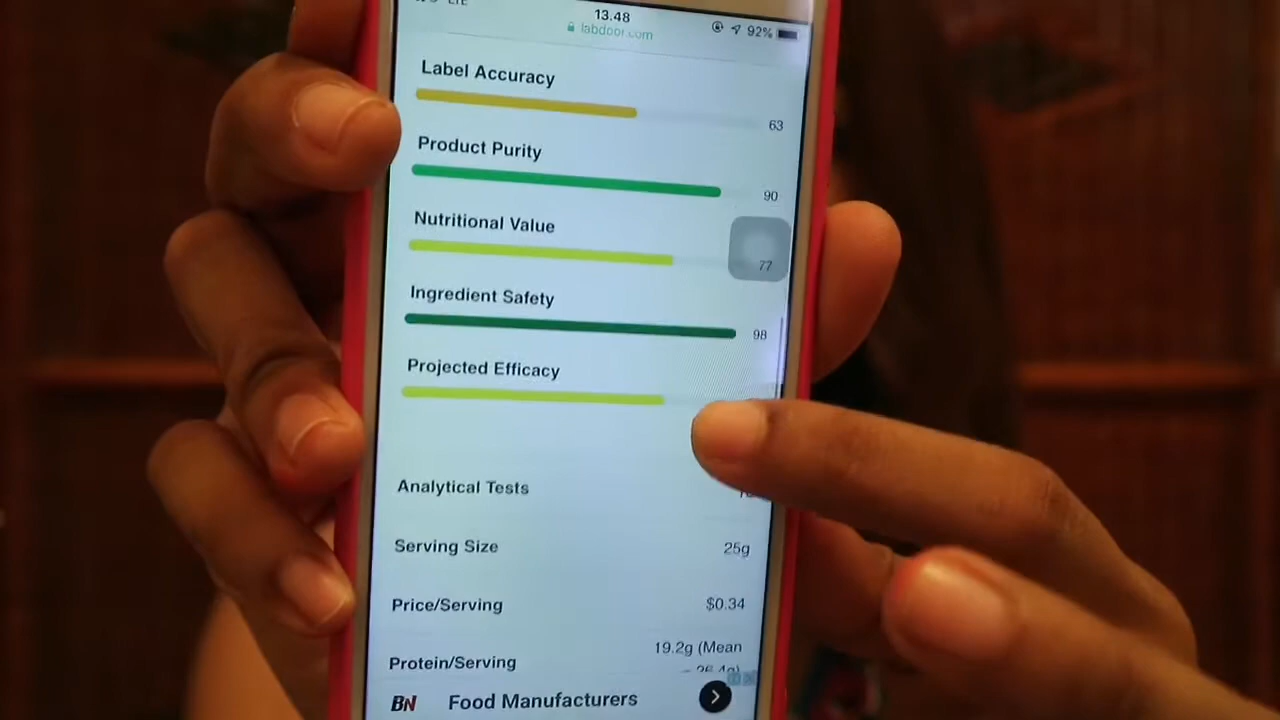 LTE
13.48
92%
labdoor.com
Label Accuracy
63
Product Purity
90
Nutritional Value
77
Ingredient Safety
98
Projected Efficacy
Analytical Tests
Serving Size
25g
Price/Serving
$0.34
Protein/Serving
19.2g (Mean
BN
Food Manufacturers